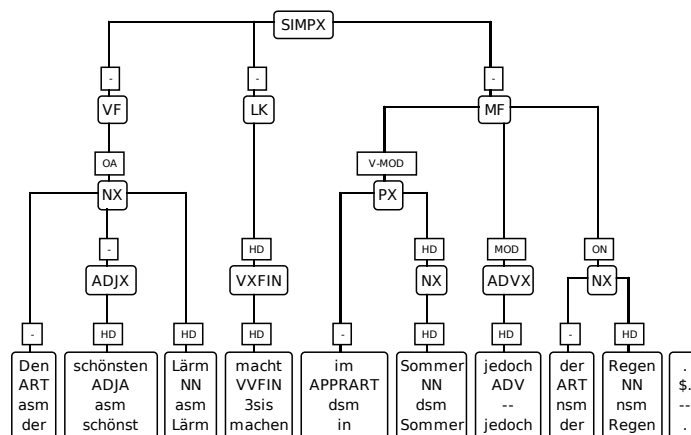 SIMPX
- - -
VF LK MF
OA V-MOD
NX PX
- HD HD MOD ON
ADJX VXFIN NX ADVX NX
- HD HD HD - HD HD - HD
Den schönsten Lärm macht im Sommer jedoch der Regen .
ART ADJA NN VVFIN APPRART NN ADV ART NN $.
asm asm asm 3sis dsm dsm -- nsm nsm --
der schönst Lärm machen in Sommer jedoch der Regen .